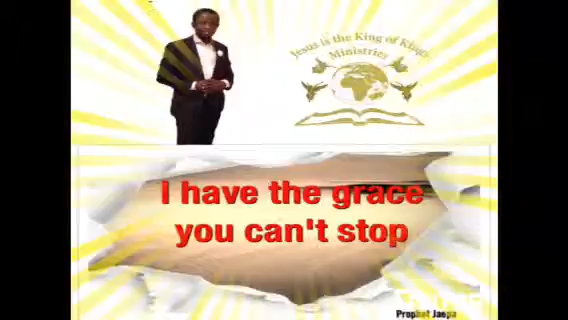 Jesus is the King of Kings
Ministries
I have the grace
you can't stop
Prophet Jaepa